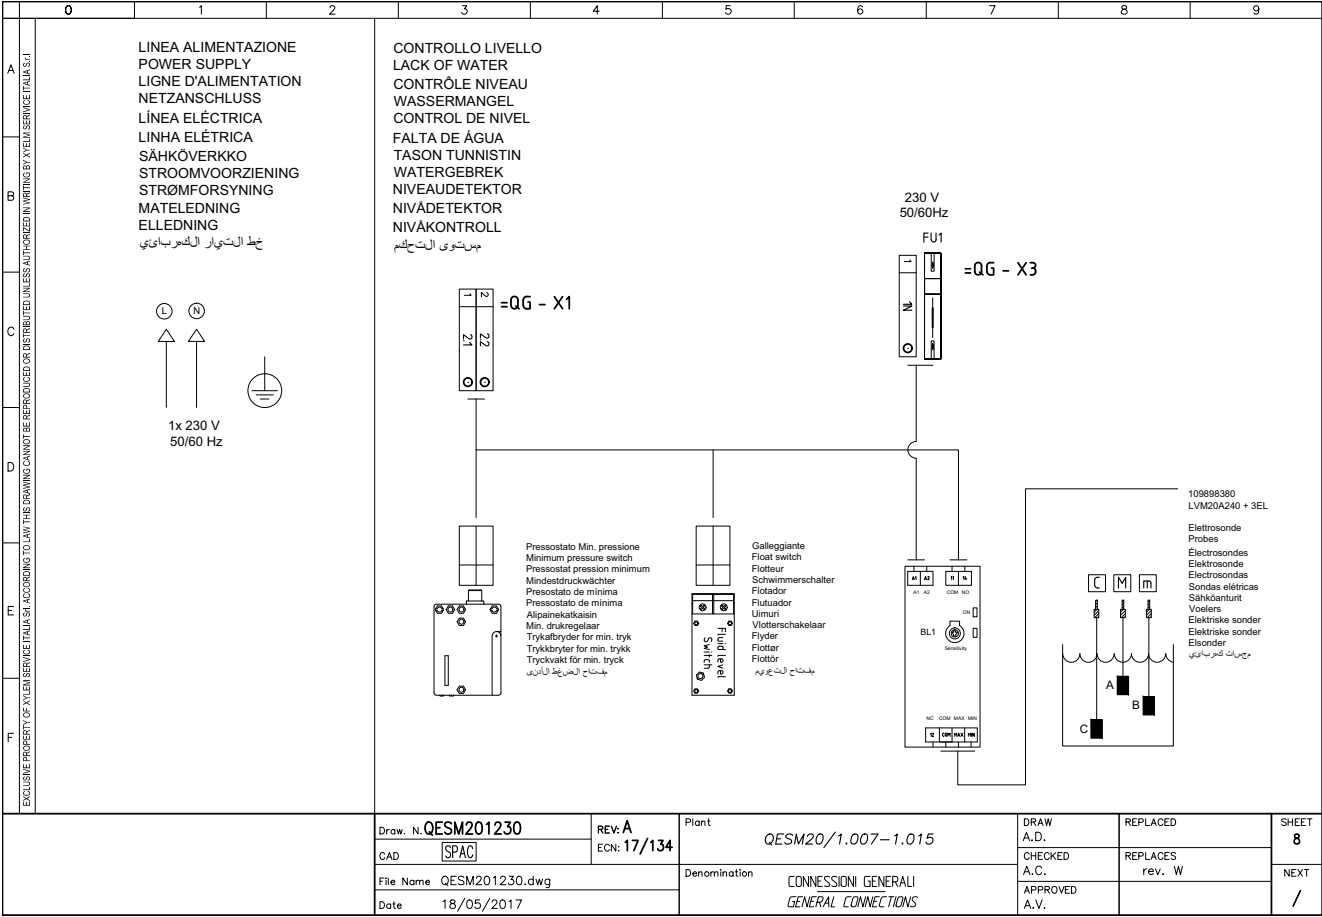 0 1 2 3 4 5 6 7 8 9
A
B
C
D
E
F
EXCLUSIVE PROPERTY OF XYLEM SERVICE ITALIA Srl. ACCORDING TO LAW THIS DRAWING CANNOT BE REPRODUCED OR DISTRIBUTED UNLESS AUTHORIZED IN WRITING BY XYELM SERIVICE ITALIA S.r.l
LINEA ALIMENTAZIONE
POWER SUPPLY
LIGNE D'ALIMENTATION
NETZANSCHLUSS
LÍNEA ELÉCTRICA
LINHA ELÉTRICA
SÄHKÖVERKKO
STROOMVOORZIENING
STRØMFORSYNING
MATELEDNING
ELLEDNING
خط التيار الكهربائي
L N
1x 230 V
50/60 Hz
CONTROLLO LIVELLO
LACK OF WATER
CONTRÔLE NIVEAU
WASSERMANGEL
CONTROL DE NIVEL
FALTA DE ÁGUA
TASON TUNNISTIN
WATERGEBREK
NIVEAUDETEKTOR
NIVÅDETEKTOR
NIVÅKONTROLL
مستوى التحكم
1 2
=QG - X1
21 22
230 V
50/60Hz
FU1
1
=QG - X3
1N
Pressostato Min. pressione
Minimum pressure switch
Pressostat pression minimum
Mindestdruckwächter
Presostato de mínima
Pressostato de mínima
Alipainekatkaisin
Min. drukregelaar
Trykafbryder for min. tryk
Trykkbryter for min. trykk
Tryckvakt för min. tryck
مفتاح الضغط الأدنى
Fluid level
Switch
Galleggiante
Float switch
Flotteur
Schwimmerschalter
Flotador
Flutuador
Uimuri
Vlotterschakelaar
Flyder
Flottør
Flottör
مفتاح التعويم
A1 A2 11 14
A1 A2 COM NO
ON
BL1
Sensitivity
NC COM MAX MIN
12 COM MAX MIN
C M m
A
B
C
109898380
LVM20A240 + 3EL
Elettrosonde
Probes
Électrosondes
Elektrosonde
Electrosondas
Sondas elétricas
Sähköanturit
Voelers
Elektriske sonder
Elektriske sonder
Elsonder
مجسات كهربائي
Draw. N. QESM201230
REV: A
ECN: 17/134
CAD SPAC
File Name QESM201230.dwg
Date 18/05/2017
Plant
QESM20/1.007-1.015
Denomination
CONNESSIONI GENERALI
GENERAL CONNECTIONS
DRAW
A.D.
CHECKED
A.C.
APPROVED
A.V.
REPLACED
REPLACES
rev. W
SHEET
8
NEXT
/